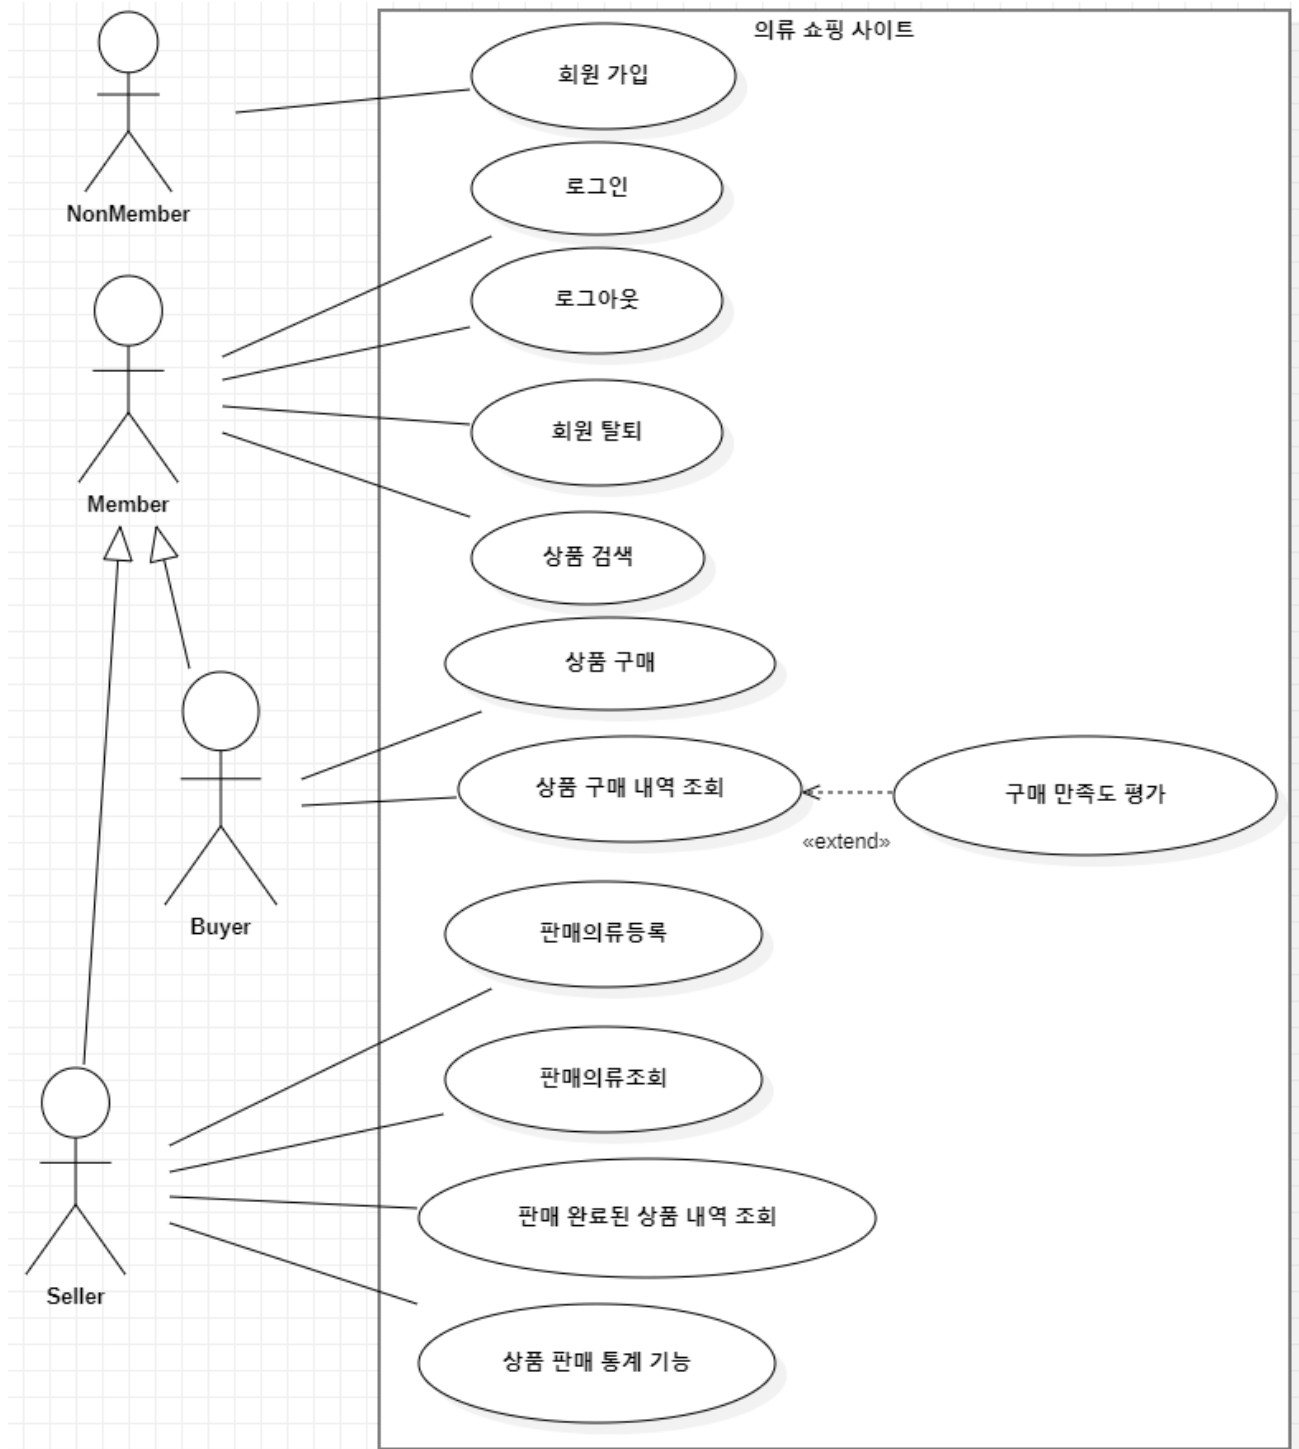 의류 쇼핑 사이트
회원 가입
NonMember
로그인
로그아웃
회원 탈퇴
Member
상품 검색
상품 구매
상품 구매 내역 조회
구매 만족도 평가
«extend»
Buyer
판매의류등록
판매의류조회
판매 완료된 상품 내역 조회
Seller
상품 판매 통계 기능